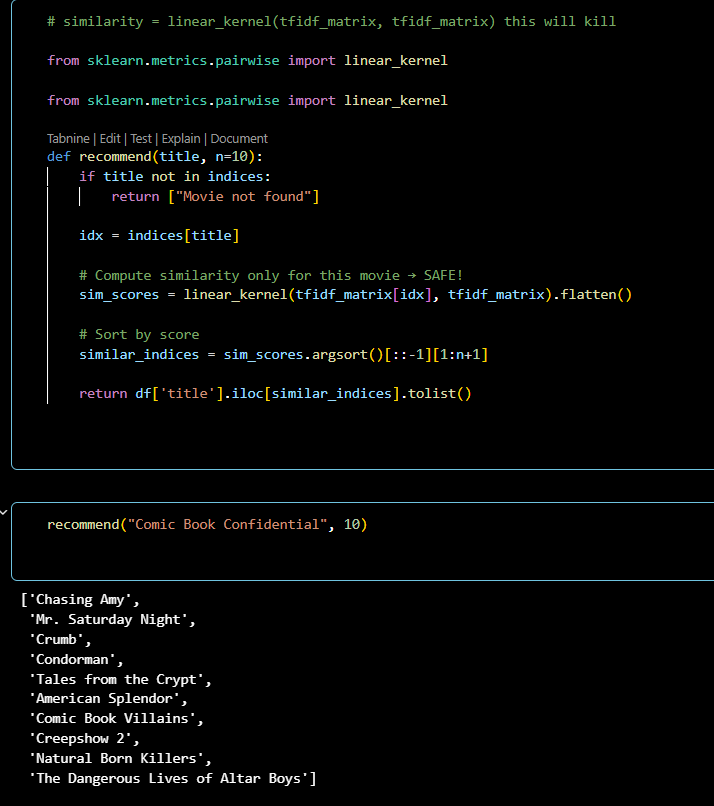 # similarity = linear_kernel(tfidf_matrix, tfidf_matrix) this will kill
from sklearn.metrics.pairwise import linear_kernel
from sklearn.metrics.pairwise import linear_kernel
Tabnine | Edit | Test | Explain | Document
def recommend(title, n=10):
    if title not in indices:
        return ["Movie not found"]
    idx = indices[title]
    # Compute similarity only for this movie → SAFE!
    sim_scores = linear_kernel(tfidf_matrix[idx], tfidf_matrix).flatten()
    # Sort by score
    similar_indices = sim_scores.argsort()[::-1][1:n+1]
    return df['title'].iloc[similar_indices].tolist()
recommend("Comic Book Confidential", 10)
['Chasing Amy',
 'Mr. Saturday Night',
 'Crumb',
 'Condorman',
 'Tales from the Crypt',
 'American Splendor',
 'Comic Book Villains',
 'Creepshow 2',
 'Natural Born Killers',
 'The Dangerous Lives of Altar Boys']